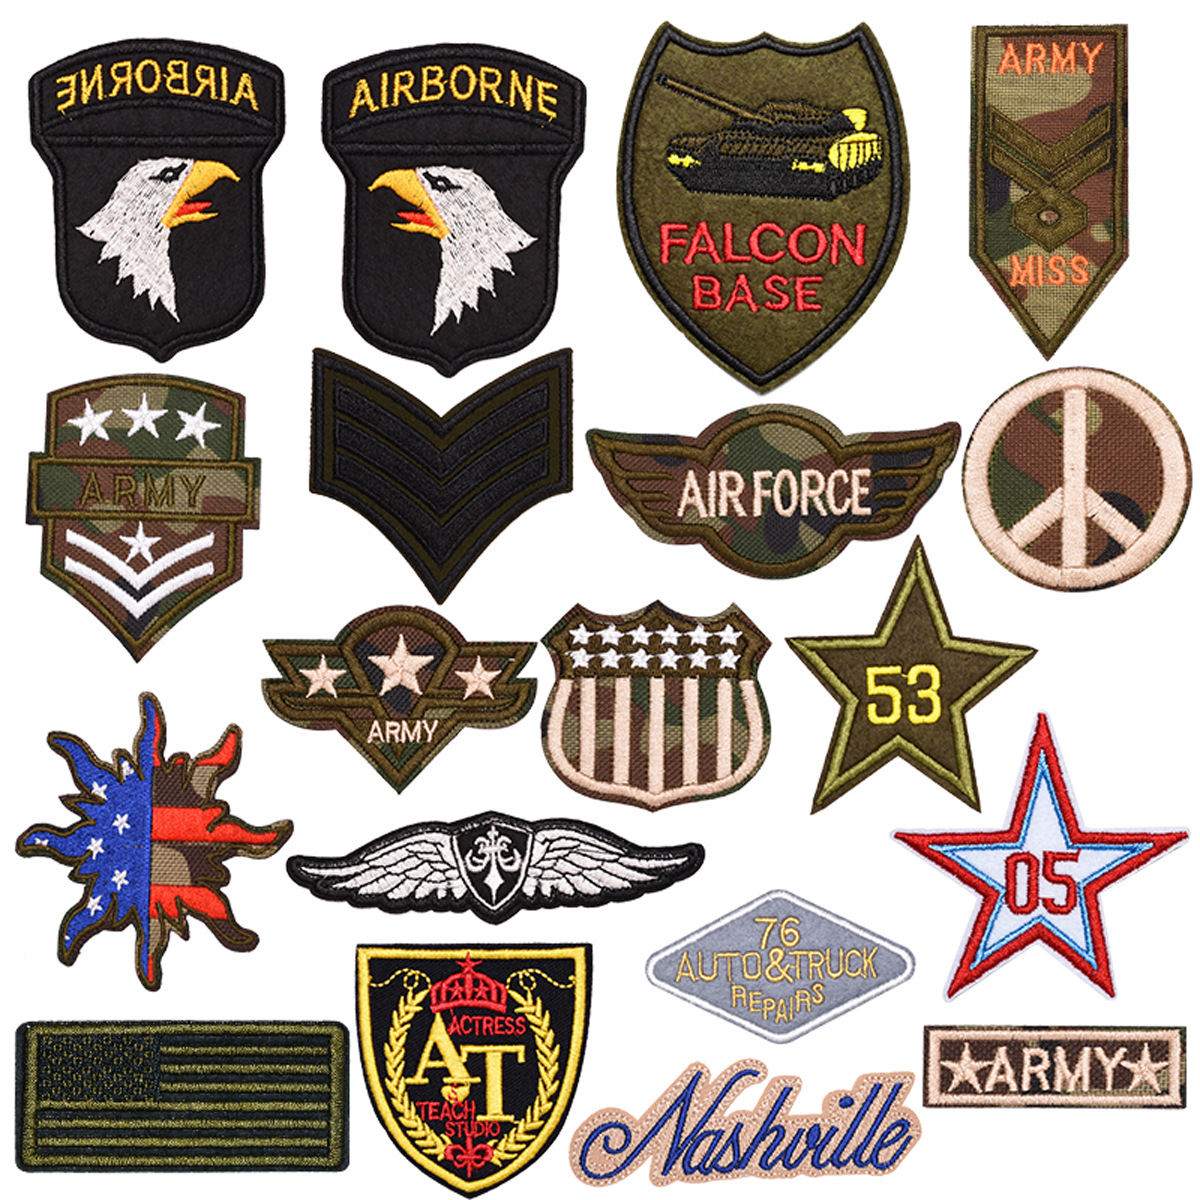 AIRBORNE
AIRBORNE
FALCON
BASE
ARMY
MISS
ARMY
AIR FORCE
ARMY
53
05
76
AUTO&TRUCK
REPAIRS
ACTRESS
AT
&
TEACH
STUDIO
Nashville
ARMY